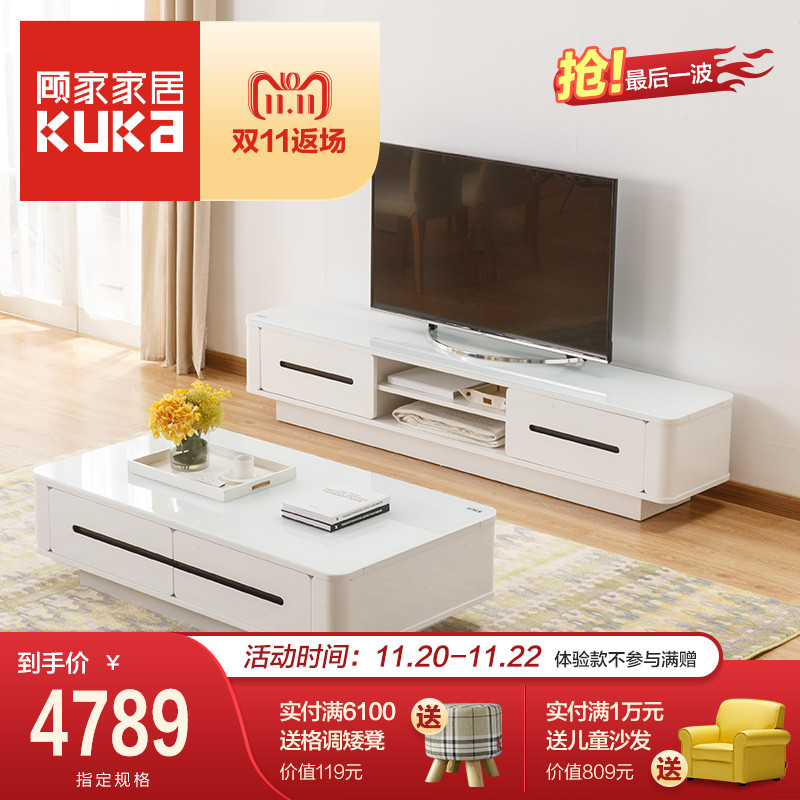 顾家家居
KUKa
11.11
双11返场
抢!最后一波
到手价 ¥
4789
指定规格
活动时间：11.20-11.22 体验款不参与满赠
实付满6100
送格调矮凳
价值119元
送
实付满1万元
送儿童沙发
价值809元
送